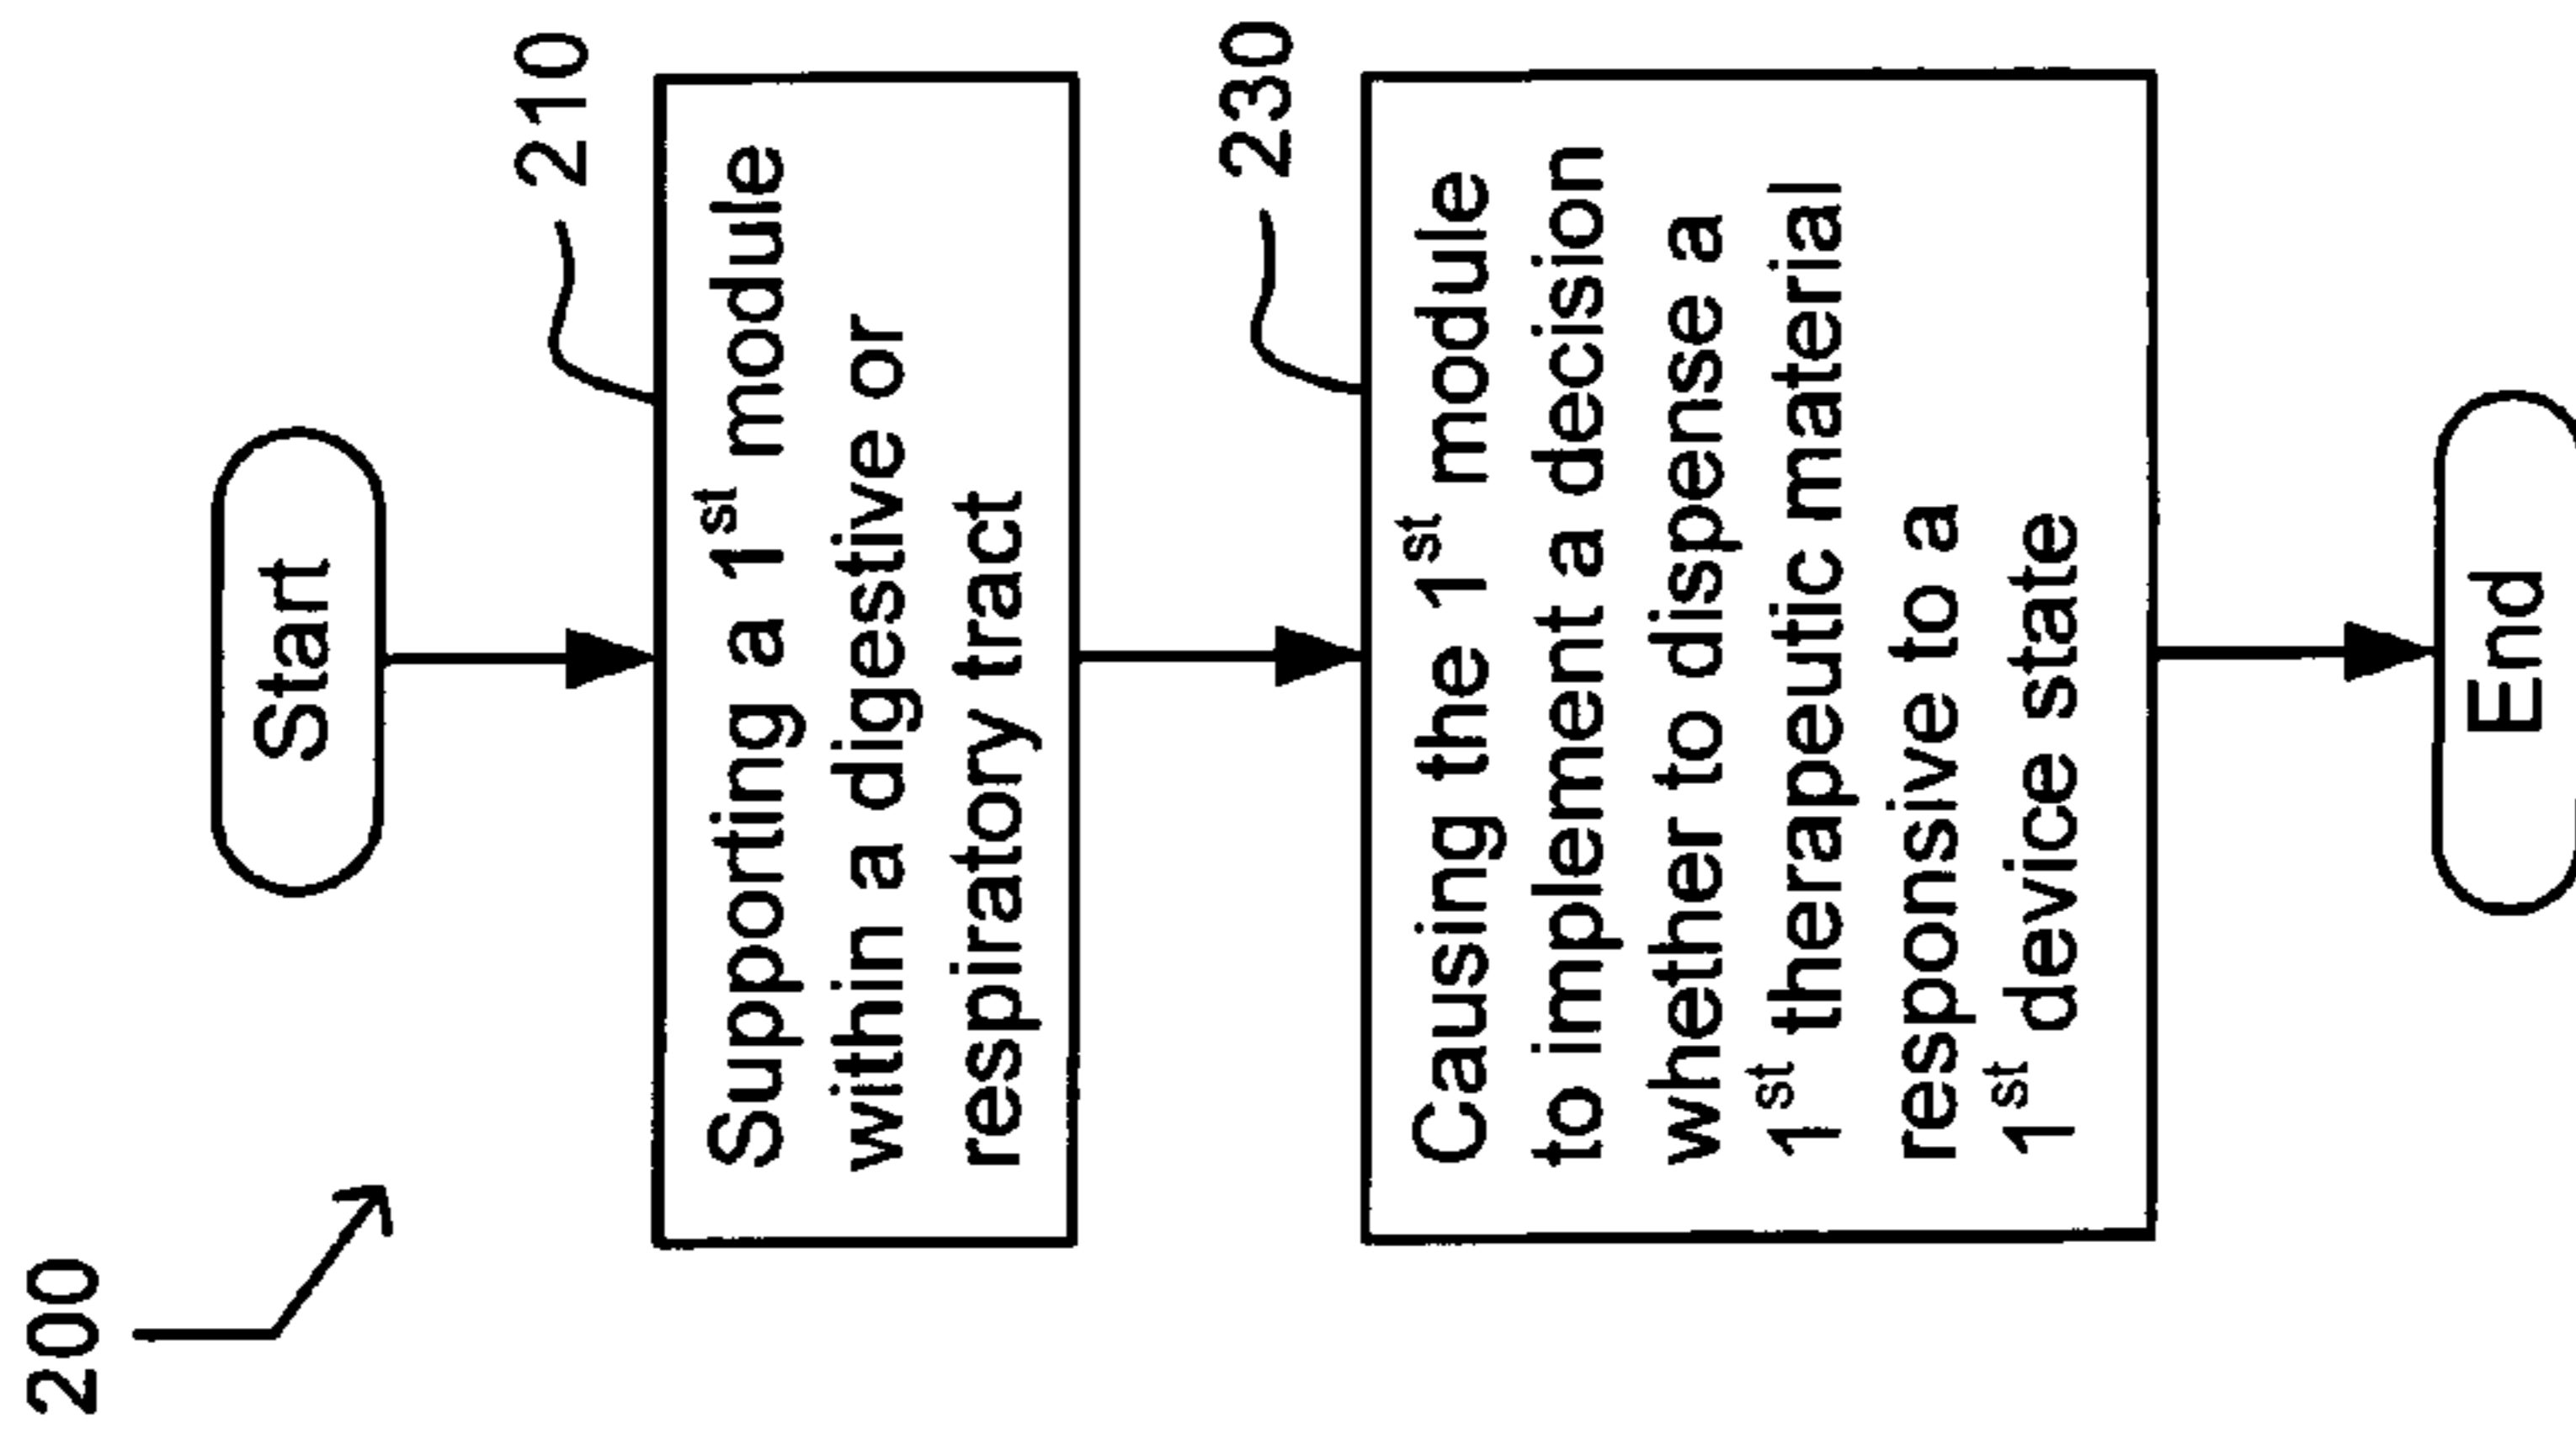 200
Start
210
Supporting a 1st module
within a digestive or
respiratory tract
230
Causing the 1st module
to implement a decision
whether to dispense a
1st therapeutic material
responsive to a
1st device state
End